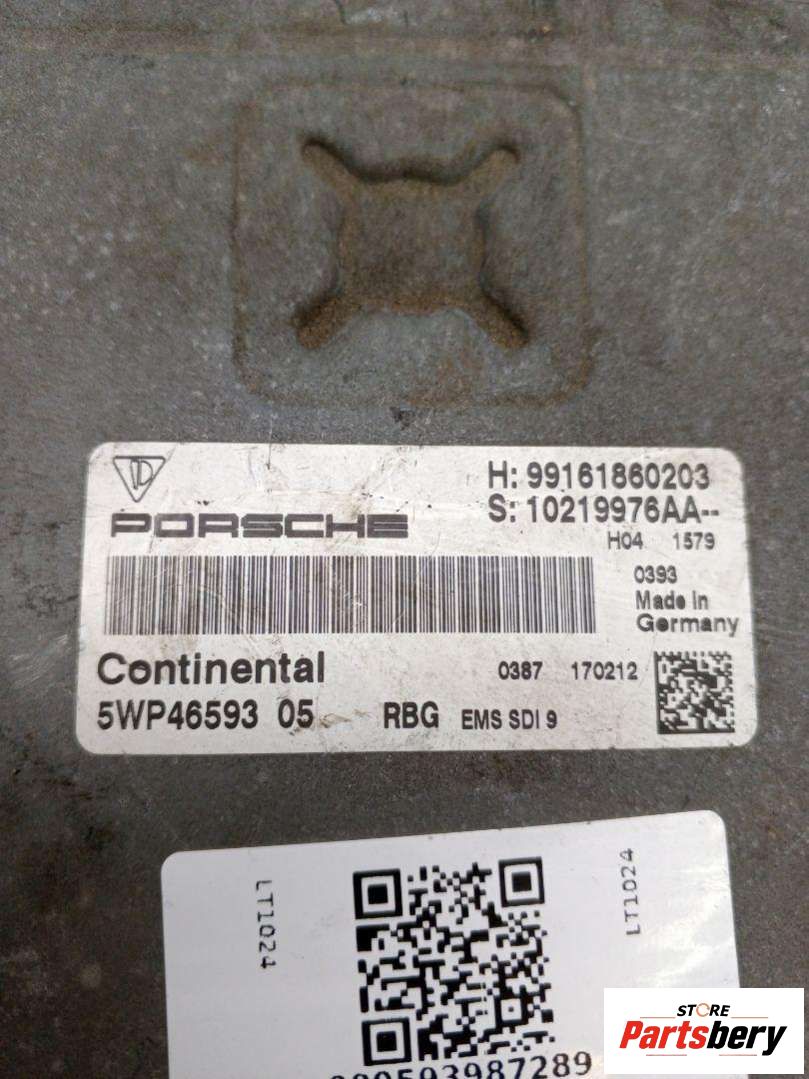 H: 99161860203
PORSCHE
S: 10219976AA--
H04 1579
0393
Made in
Germany
Continental
0387 170212
5WP46593 05 RBG EMS SDI 9
LT1024
LT1024
STORE
Partsbery